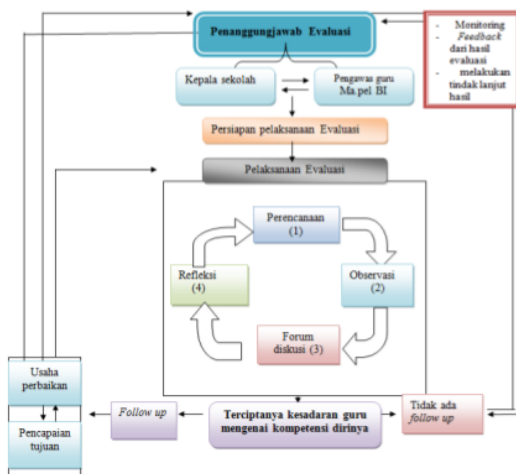 Penanggungjawab Evaluasi
- Monitoring
- Feedback
dari hasil
evaluasi
- melakukan
tindak lanjut
hasil
Kepala sekolah
Pengawas guru
Ma.pel BI
Persiapan pelaksanaan Evaluasi
Pelaksanaan Evaluasi
Perencanaan
(1)
Refleksi
(4)
Observasi
(2)
Forum
diskusi (3)
Usaha
perbaikan
Pencapaian
tujuan
Follow up
Terciptanya kesadaran guru
mengenai kompetensi dirinya
Tidak ada
follow up